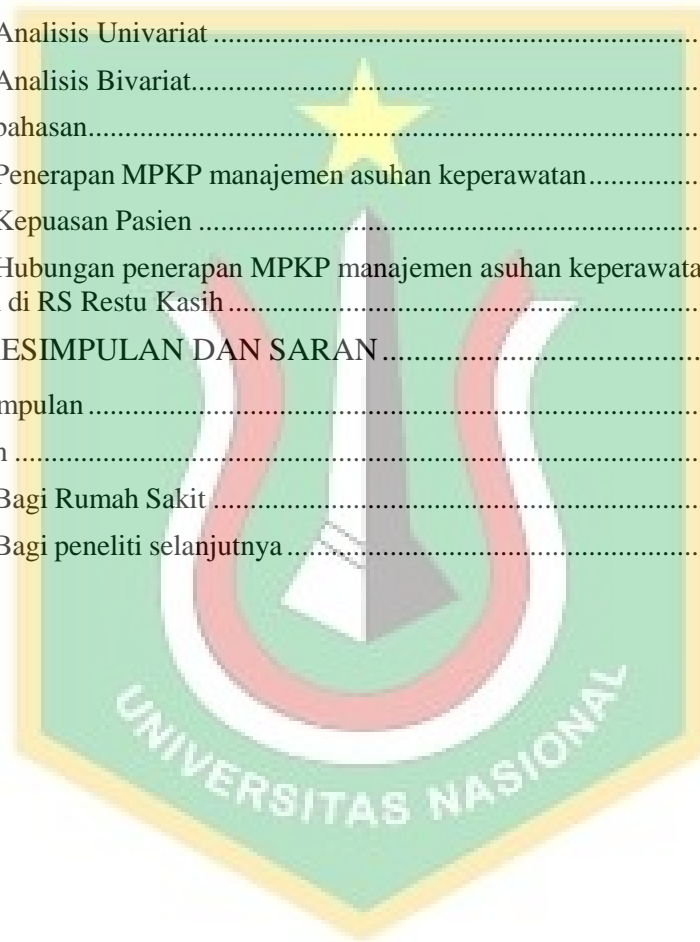 Analisis Univariat
Analisis Bivariat
bahasan
Penerapan MPKP manajemen asuhan keperawatan
Kepuasan Pasien
Hubungan penerapan MPKP manajemen asuhan keperawata
di RS Restu Kasih
ESIMPULAN DAN SARAN
mpulan
n
Bagi Rumah Sakit
Bagi peneliti selanjutnya
UNIVERSITAS NASIONAL